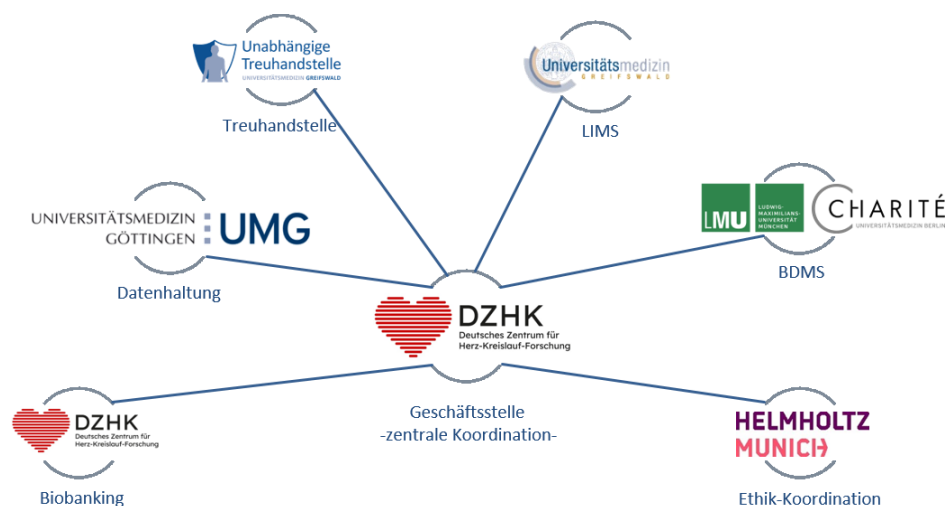 Unabhängige
Treuhandstelle
UNIVERSITÄTSMEDIZIN GREIFSWALD
Treuhandstelle
Universitätsmedizin
GREIFSWALD
LIMS
UNIVERSITÄTSMEDIZIN
GÖTTINGEN
UMG
Datenhaltung
LMU
LUDWIG-
MAXIMILIANS-
UNIVERSITÄT
MÜNCHEN
CHARITÉ
UNIVERSITÄTSMEDIZIN BERLIN
BDMS
DZHK
Deutsches Zentrum für
Herz-Kreislauf-Forschung
Geschäftsstelle
-zentrale Koordination-
DZHK
Deutsches Zentrum für
Herz-Kreislauf-Forschung
Biobanking
HELMHOLTZ
MUNICH
Ethik-Koordination